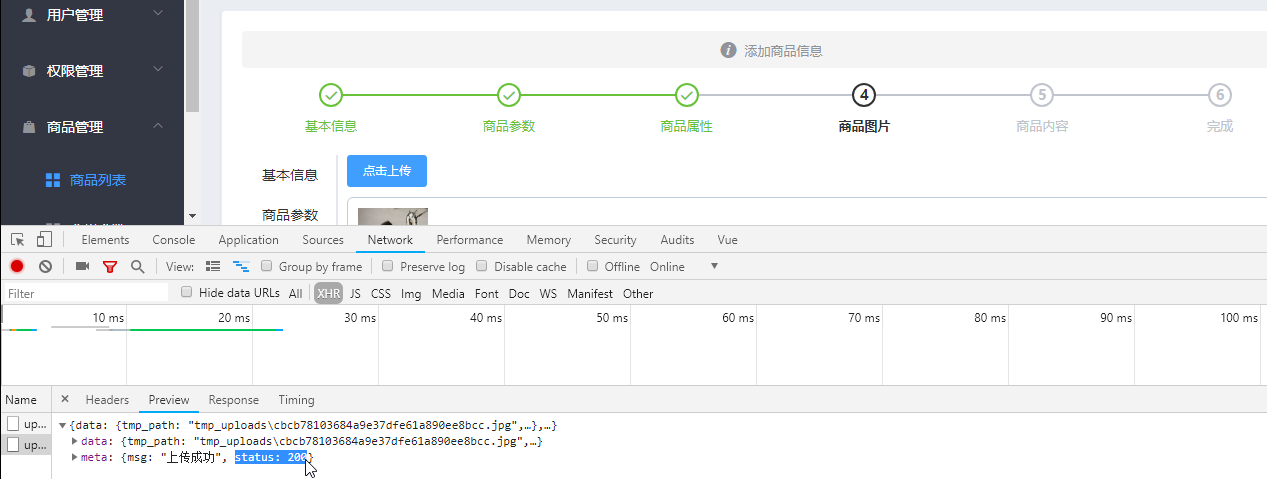 用户管理
权限管理
商品管理
商品列表
添加商品信息
4
5
6
基本信息
商品参数
商品属性
商品图片
商品内容
完成
基本信息
点击上传
商品参数
Elements Console Application Sources Network Performance Memory Security Audits Vue
View: Group by frame Preserve log Disable cache Offline Online
Filter Hide data URLs All XHR JS CSS Img Media Font Doc WS Manifest Other
10 ms 20 ms 30 ms 40 ms 50 ms 60 ms 70 ms 80 ms 90 ms 100 ms
Name × Headers Preview Response Timing
up...
{data: {tmp_path: "tmp_uploads\cbcb78103684a9e37dfe61a890ee8bcc.jpg",…},…}
up...
data: {tmp_path: "tmp_uploads\cbcb78103684a9e37dfe61a890ee8bcc.jpg",…}
meta: {msg: "上传成功", status: 200}